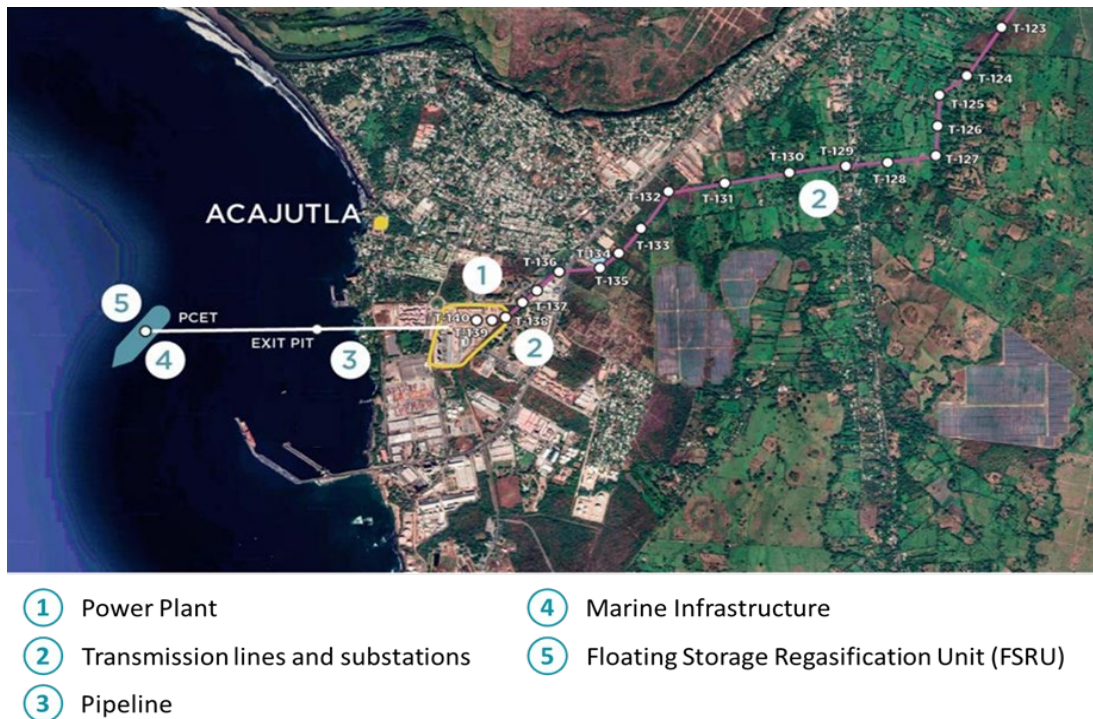 T-123
T-124
T-125
T-126
T-127
T-128
T-129
T-130
2
T-131
T-132
T-133
T-134
T-135
T-136
T-137
T-138
T-139
T-140
ACAJUTLA
1
2
5
PCET
4
EXIT PIT
3
1 Power Plant
2 Transmission lines and substations
3 Pipeline
4 Marine Infrastructure
5 Floating Storage Regasification Unit (FSRU)